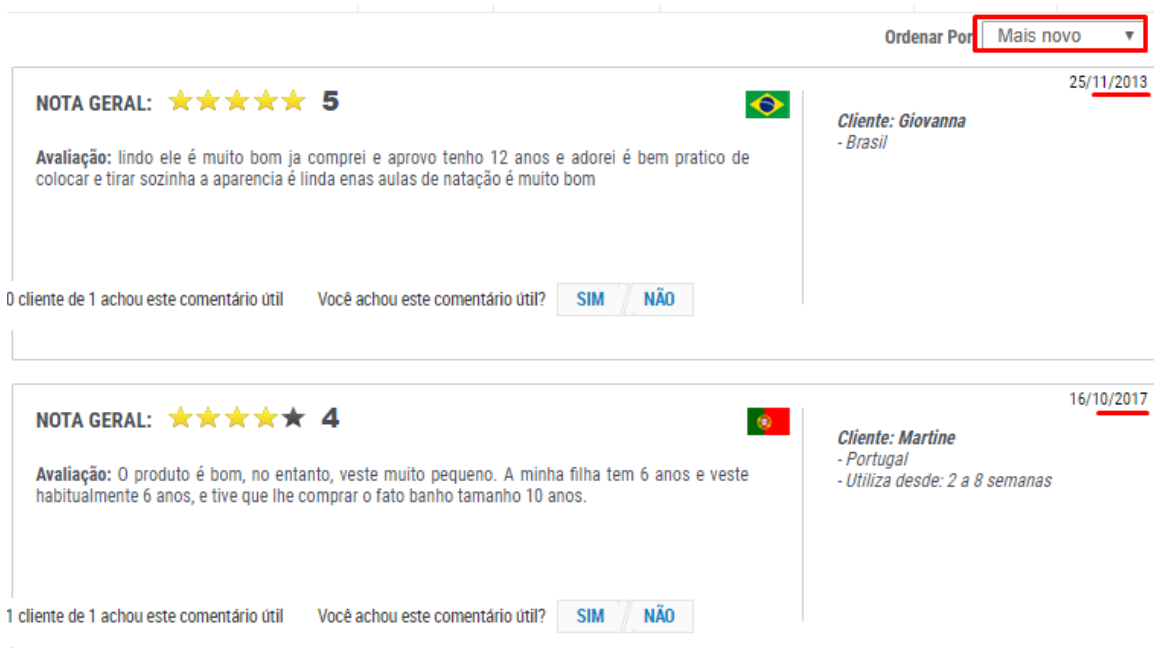 Ordenar Por Mais novo
25/11/2013
NOTA GERAL: 5
Cliente: Giovanna
- Brasil
Avaliação: lindo ele é muito bom ja comprei e aprovo tenho 12 anos e adorei é bem pratico de
colocar e tirar sozinha a aparencia é linda enas aulas de natação é muito bom
0 cliente de 1 achou este comentário útil Você achou este comentário útil? SIM NÃO
16/10/2017
NOTA GERAL: 4
Cliente: Martine
- Portugal
- Utiliza desde: 2 a 8 semanas
Avaliação: O produto é bom, no entanto, veste muito pequeno. A minha filha tem 6 anos e veste
habitualmente 6 anos, e tive que lhe comprar o fato banho tamanho 10 anos.
1 cliente de 1 achou este comentário útil Você achou este comentário útil? SIM NÃO